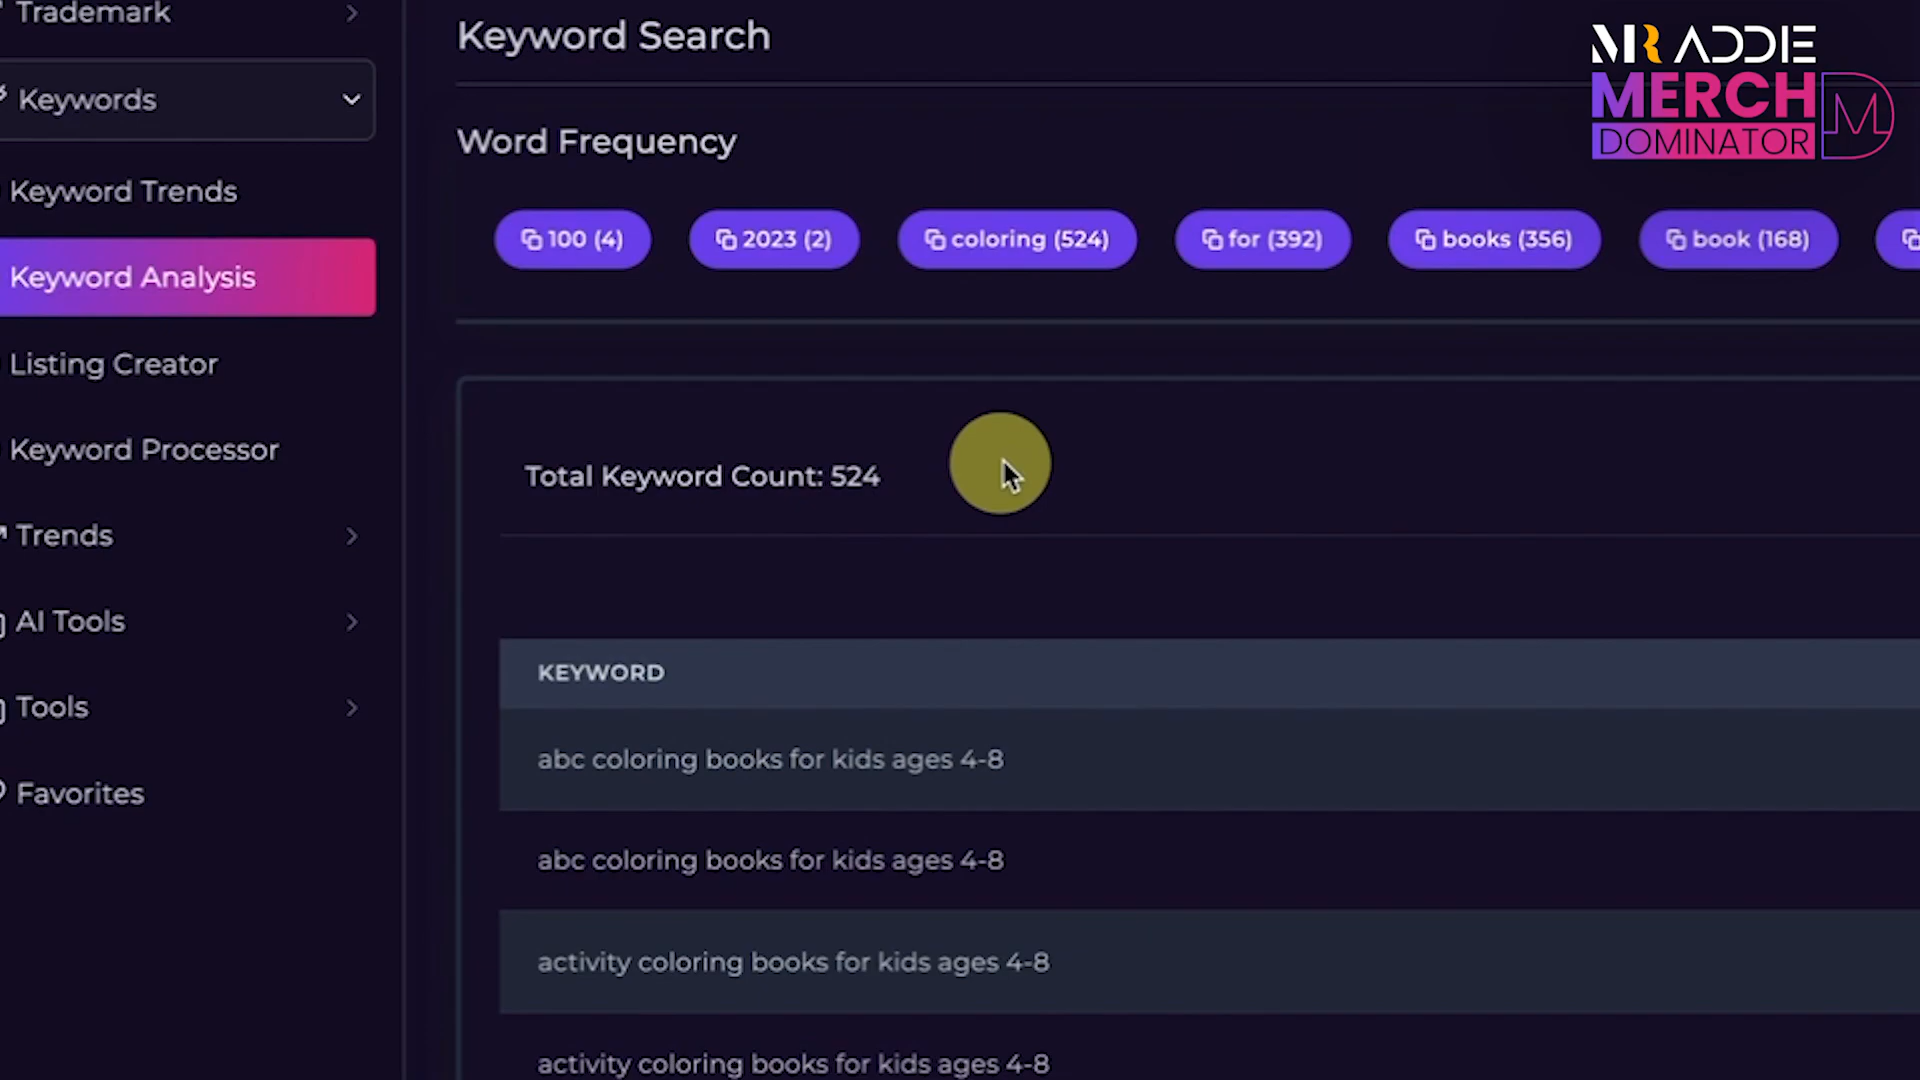 Trademark
Keywords
Keyword Trends
Keyword Analysis
Listing Creator
Keyword Processor
Trends
AI Tools
Tools
Favorites
Keyword Search
Word Frequency
100 (4)
2023 (2)
coloring (524)
for (392)
books (356)
book (168)
Total Keyword Count: 524
KEYWORD
abc coloring books for kids ages 4-8
abc coloring books for kids ages 4-8
activity coloring books for kids ages 4-8
activity coloring books for kids ages 4-8
MR ADDIE
MERCH
DOMINATOR
DM